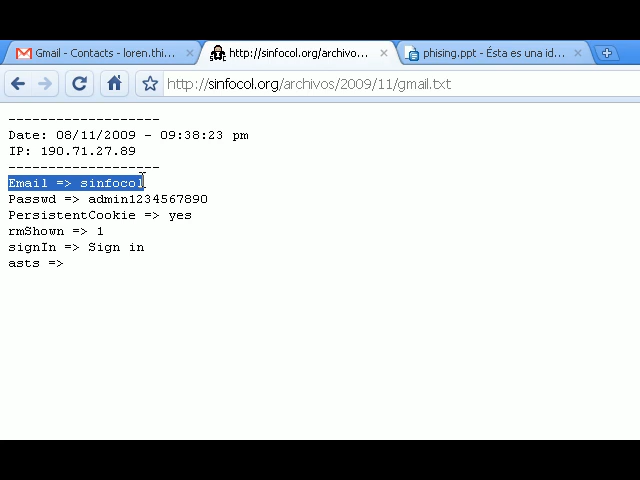 Gmail - Contacts - loren.thi...
http://sinfocol.org/archivo...
phising.ppt - Ésta es una id...
http://sinfocol.org/archivos/2009/11/gmail.txt
-------------------
Date: 08/11/2009 - 09:38:23 pm
IP: 190.71.27.89
-------------------
Email => sinfocol
Passwd => admin1234567890
PersistentCookie => yes
rmShown => 1
signIn => Sign in
asts =>